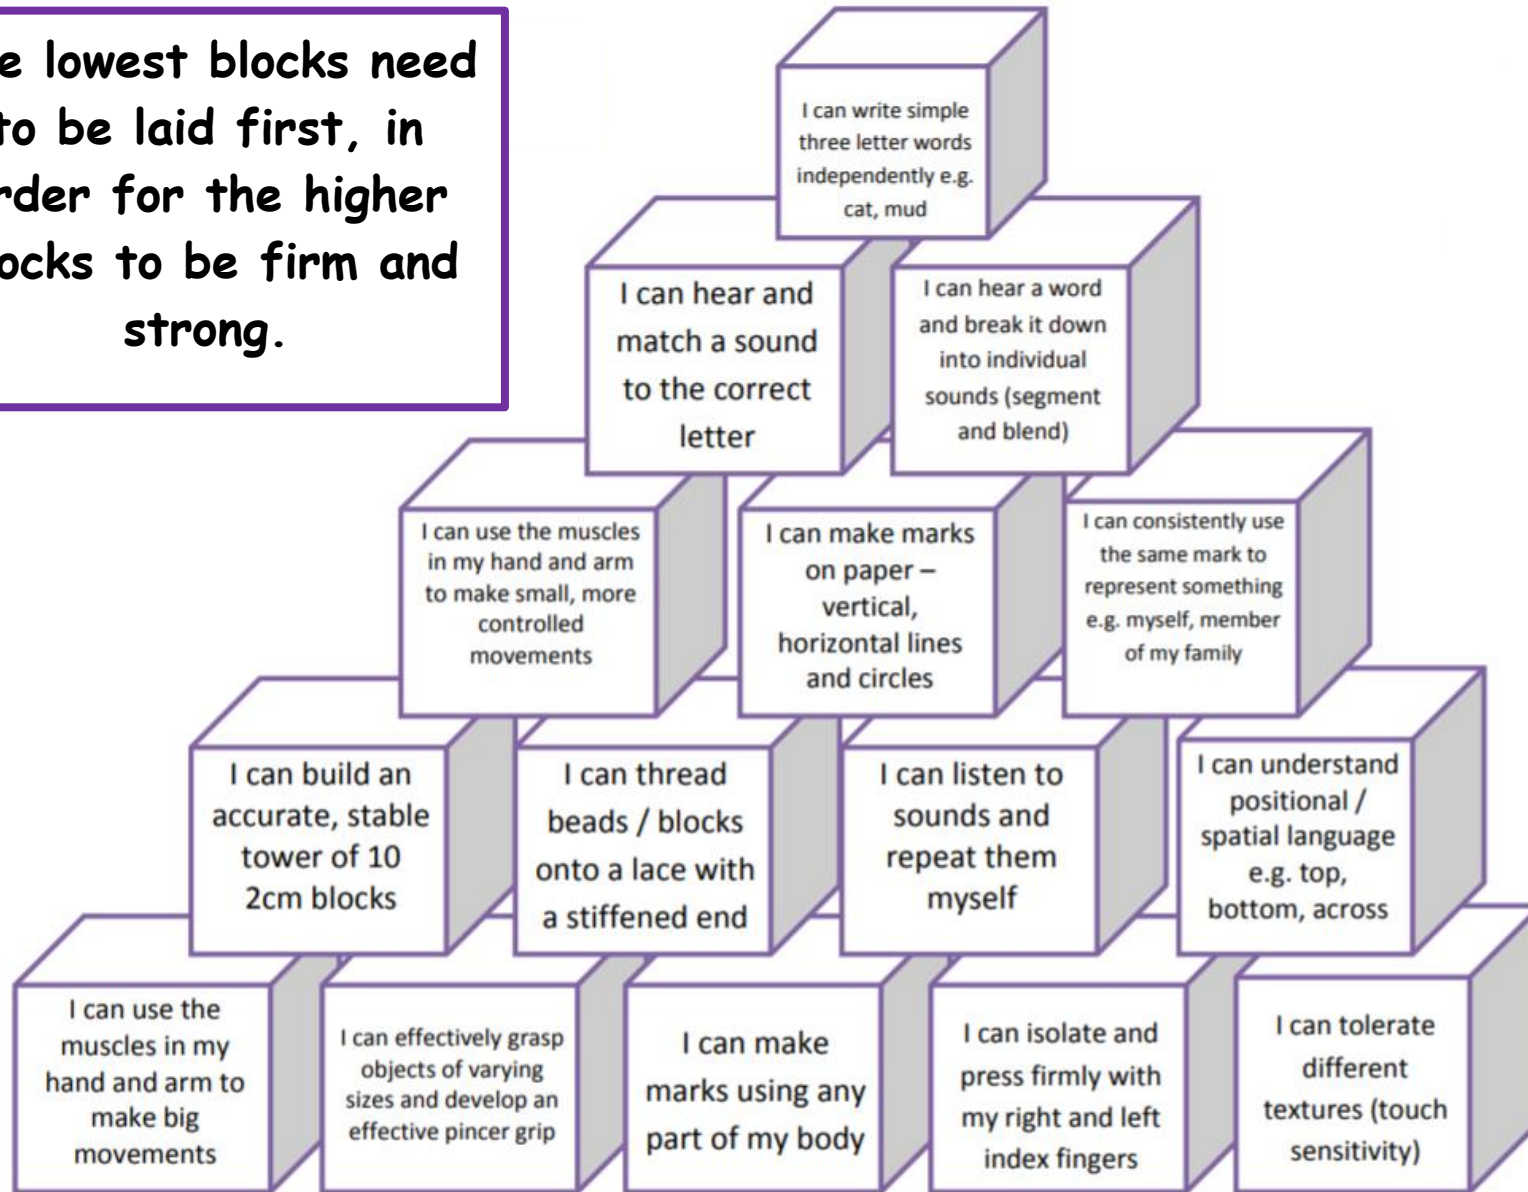 lowest blocks need
to be laid first, in
for the higher
to be firm and
strong.
I can write simple
three letter words
independently e.g.
cat, mud
I can hear and
match a sound
to the correct
letter
I can hear a word
and break it down
into individual
sounds (segment
and blend)
I can use the muscles
in my hand and arm
to make small, more
controlled
movements
I can make marks
on paper –
vertical,
horizontal lines
and circles
I can consistently use
the same mark to
represent something
e.g. myself, member
of my family
I can build an
accurate, stable
tower of 10
2cm blocks
I can thread
beads / blocks
onto a lace with
a stiffened end
I can listen to
sounds and
repeat them
myself
I can understand
positional /
spatial language
e.g. top,
bottom, across
I can use the
muscles in my
hand and arm to
make big
movements
I can effectively grasp
objects of varying
sizes and develop an
effective pincer grip
I can make
marks using any
part of my body
I can isolate and
press firmly with
my right and left
index fingers
I can tolerate
different
textures (touch
sensitivity)